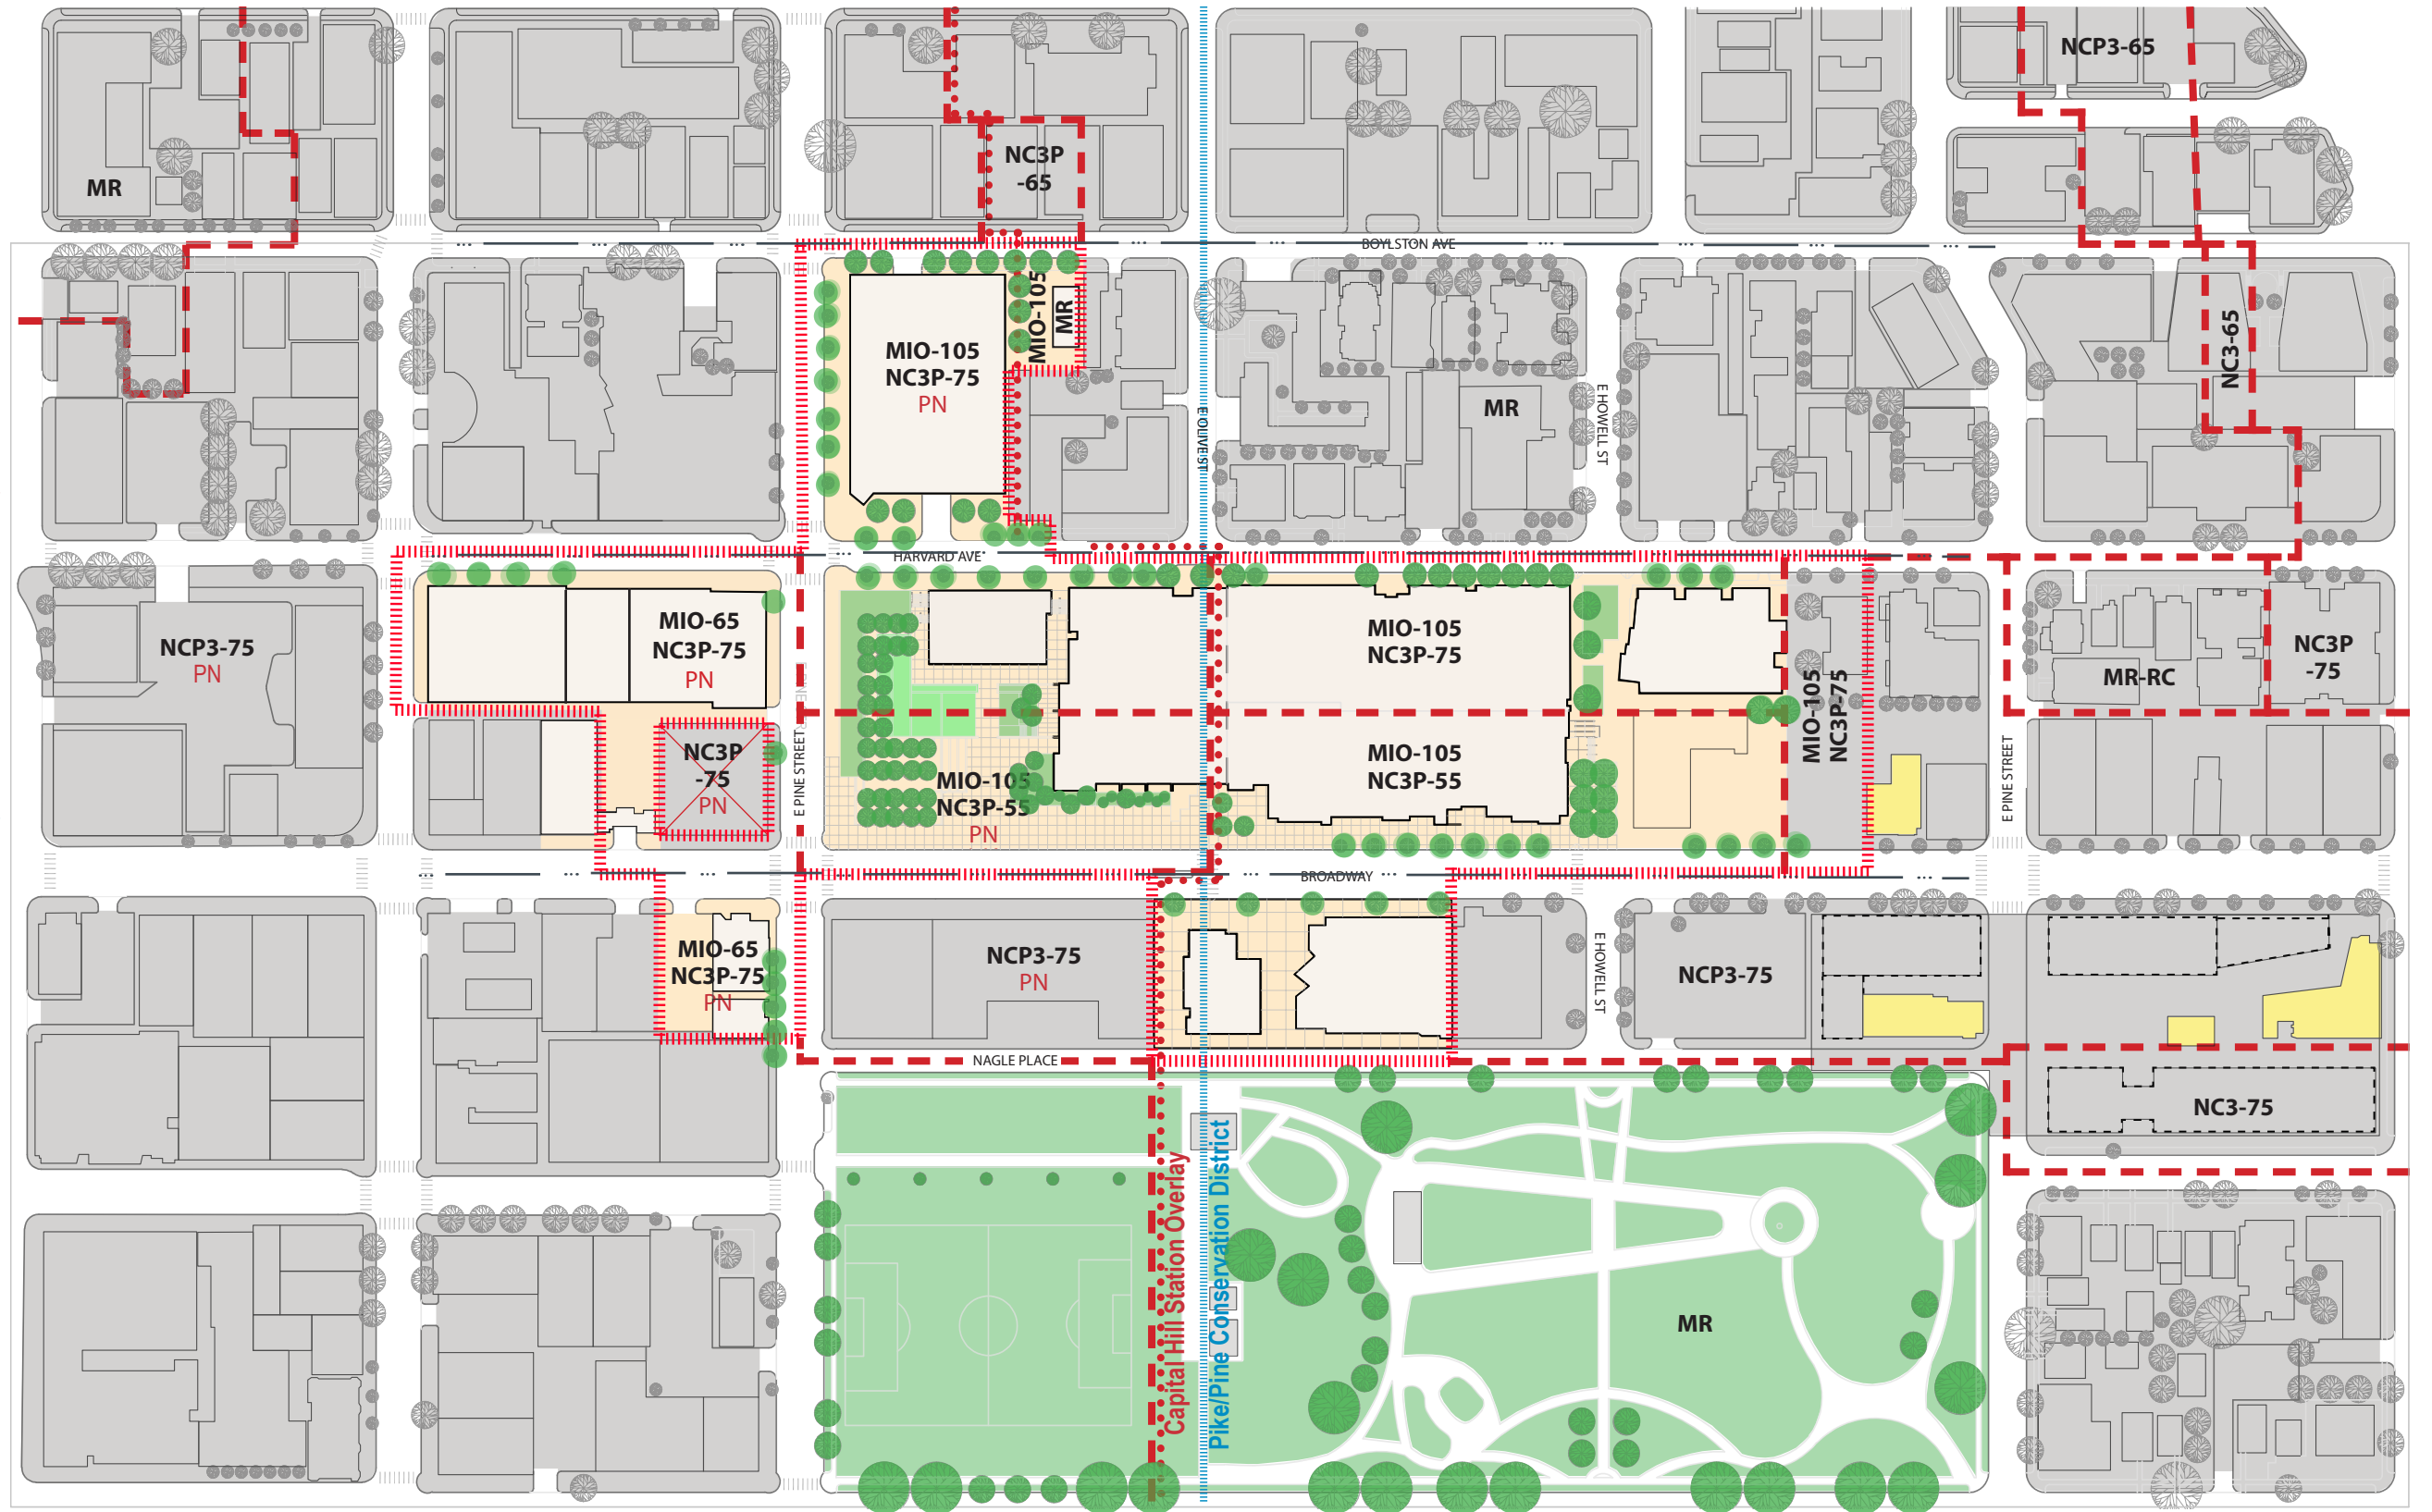 NCP3-65
MR
NC3P
-65
BOYLSTON AVE
MIO-105
MR
MIO-105
NC3P-75
PN
NC3-65
E OLIVE ST
MR
E HOWELL ST
HARVARD AVE
NCP3-75
PN
MIO-65
NC3P-75
PN
MIO-105
NC3P-75
MIO-105
NC3P-75
MR-RC
NC3P
-75
NC3P
-75
PN
E PINE STREET
MIO-105
NC3P-55
PN
MIO-105
NC3P-55
E PINE STREET
BROADWAY
MIO-65
NC3P-75
PN
NCP3-75
PN
E HOWELL ST
NCP3-75
NAGLE PLACE
NC3-75
Capital Hill Station Overlay
Pike/Pine Conservation District
MR